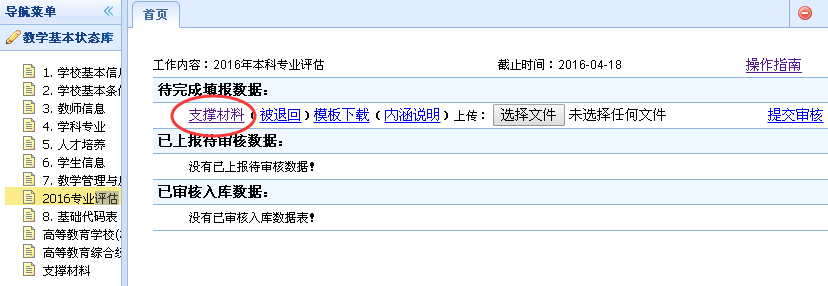 导航菜单
教学基本状态库
1. 学校基本信
2. 学校基本条
3. 教师信息
4. 学科专业
5. 人才培养
6. 学生信息
7. 教学管理与
2016专业评估
8. 基础代码表
高等教育学校(
高等教育综合
支撑材料
首页
工作内容：2016年本科专业评估 截止时间：2016-04-18 操作指南
待完成填报数据：
支撑材料（被退回）模板下载（内涵说明）上传： 选择文件 未选择任何文件 提交审核
已上报待审核数据：
没有已上报待审核数据！
已审核入库数据：
没有已审核入库数据表！